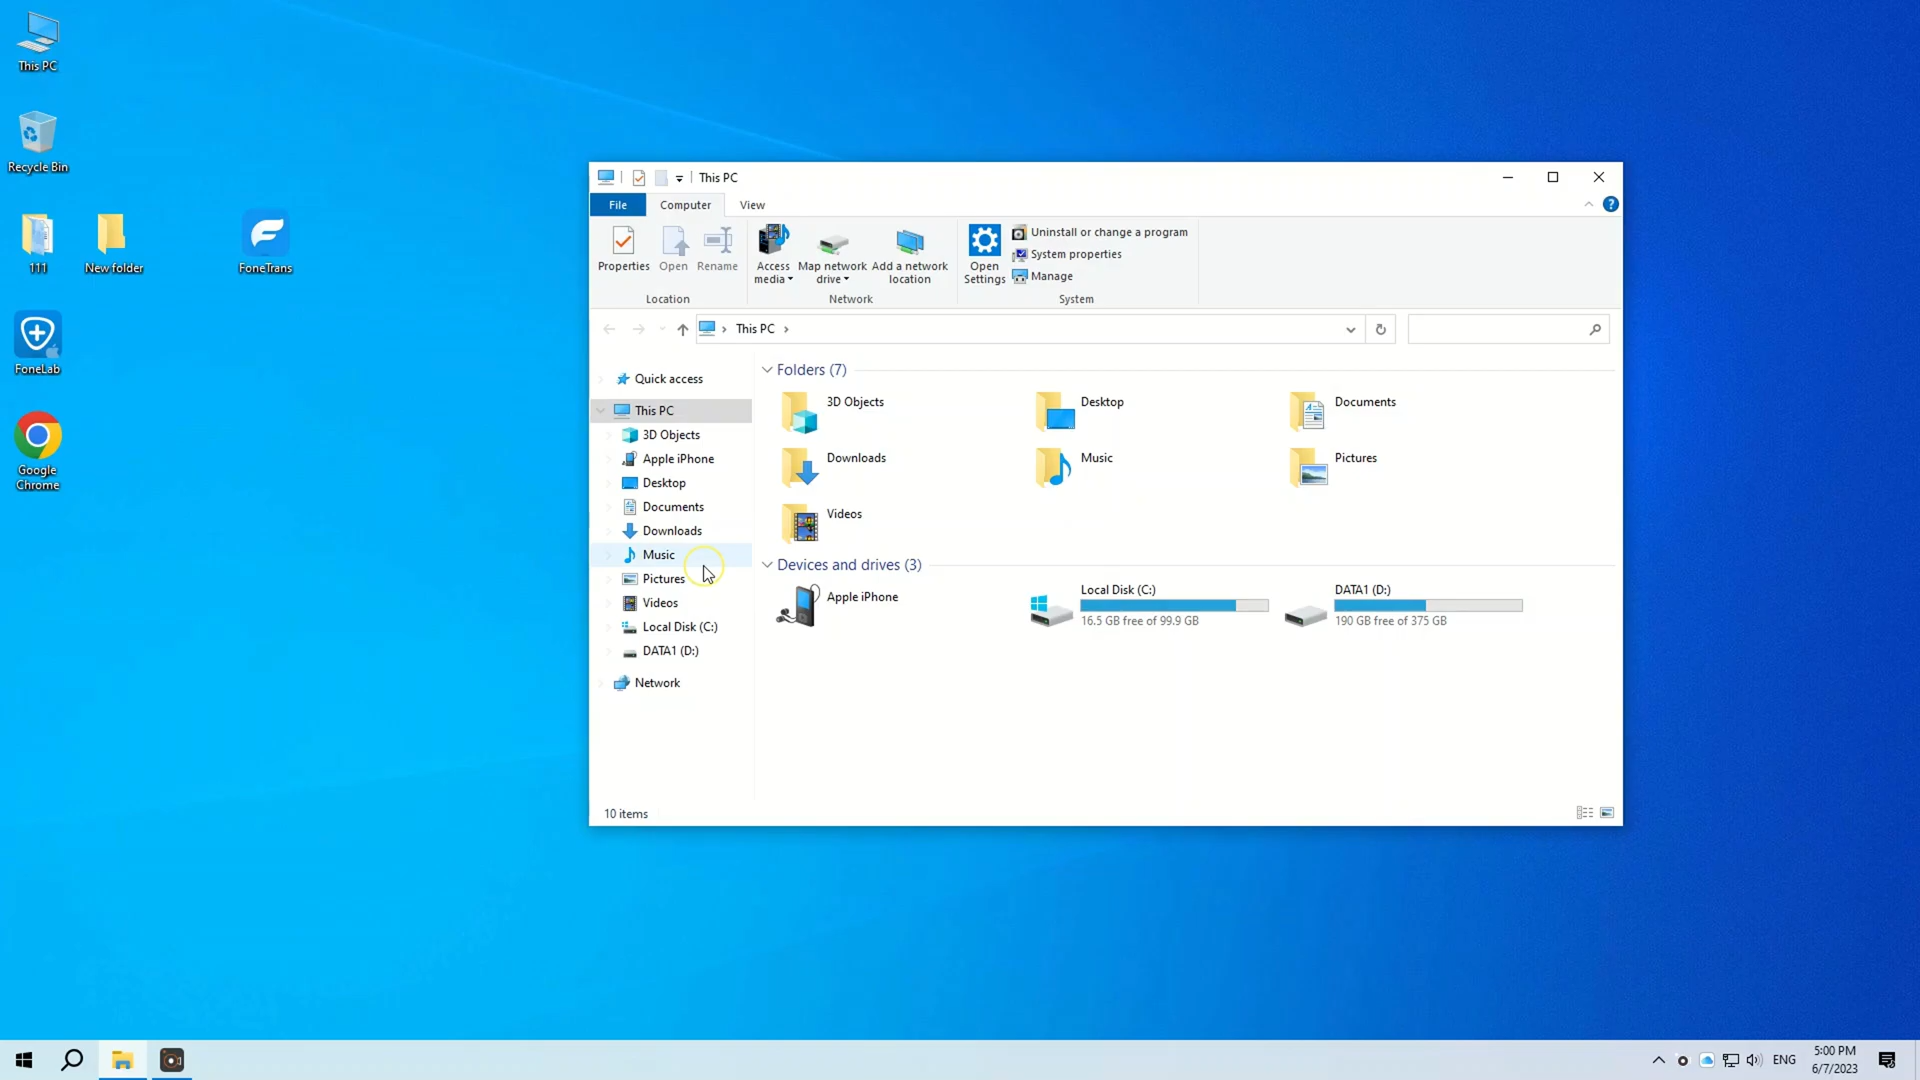 This PC
Recycle Bin
111
New folder
FoneTrans
FoneLab
Google
Chrome
This PC
File
Computer
View
?
Properties
Open
Rename
Location
Access
media
Map network
drive
Add a network
location
Network
Open
Settings
Uninstall or change a program
System properties
Manage
System
This PC
Quick access
This PC
3D Objects
Apple iPhone
Desktop
Documents
Downloads
Music
Pictures
Videos
Local Disk (C:)
DATA1 (D:)
Network
Folders (7)
3D Objects
Desktop
Documents
Downloads
Music
Pictures
Videos
Devices and drives (3)
Apple iPhone
Local Disk (C:)
16.5 GB free of 99.9 GB
DATA1 (D:)
190 GB free of 375 GB
10 items
ENG
5:00 PM
6/7/2023